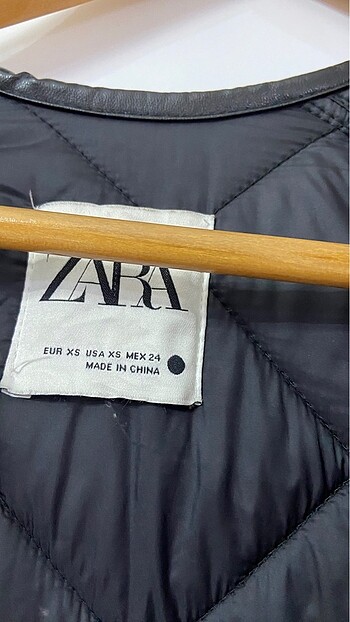 ZARA
EUR XS USA XS MEX 24
MADE IN CHINA